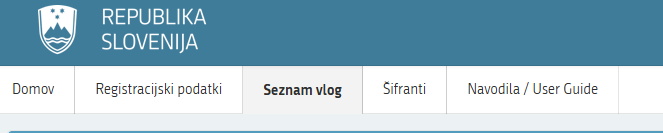 REPUBLIKA
SLOVENIJA
Domov Registracijski podatki Seznam vlog Šifranti Navodila / User Guide